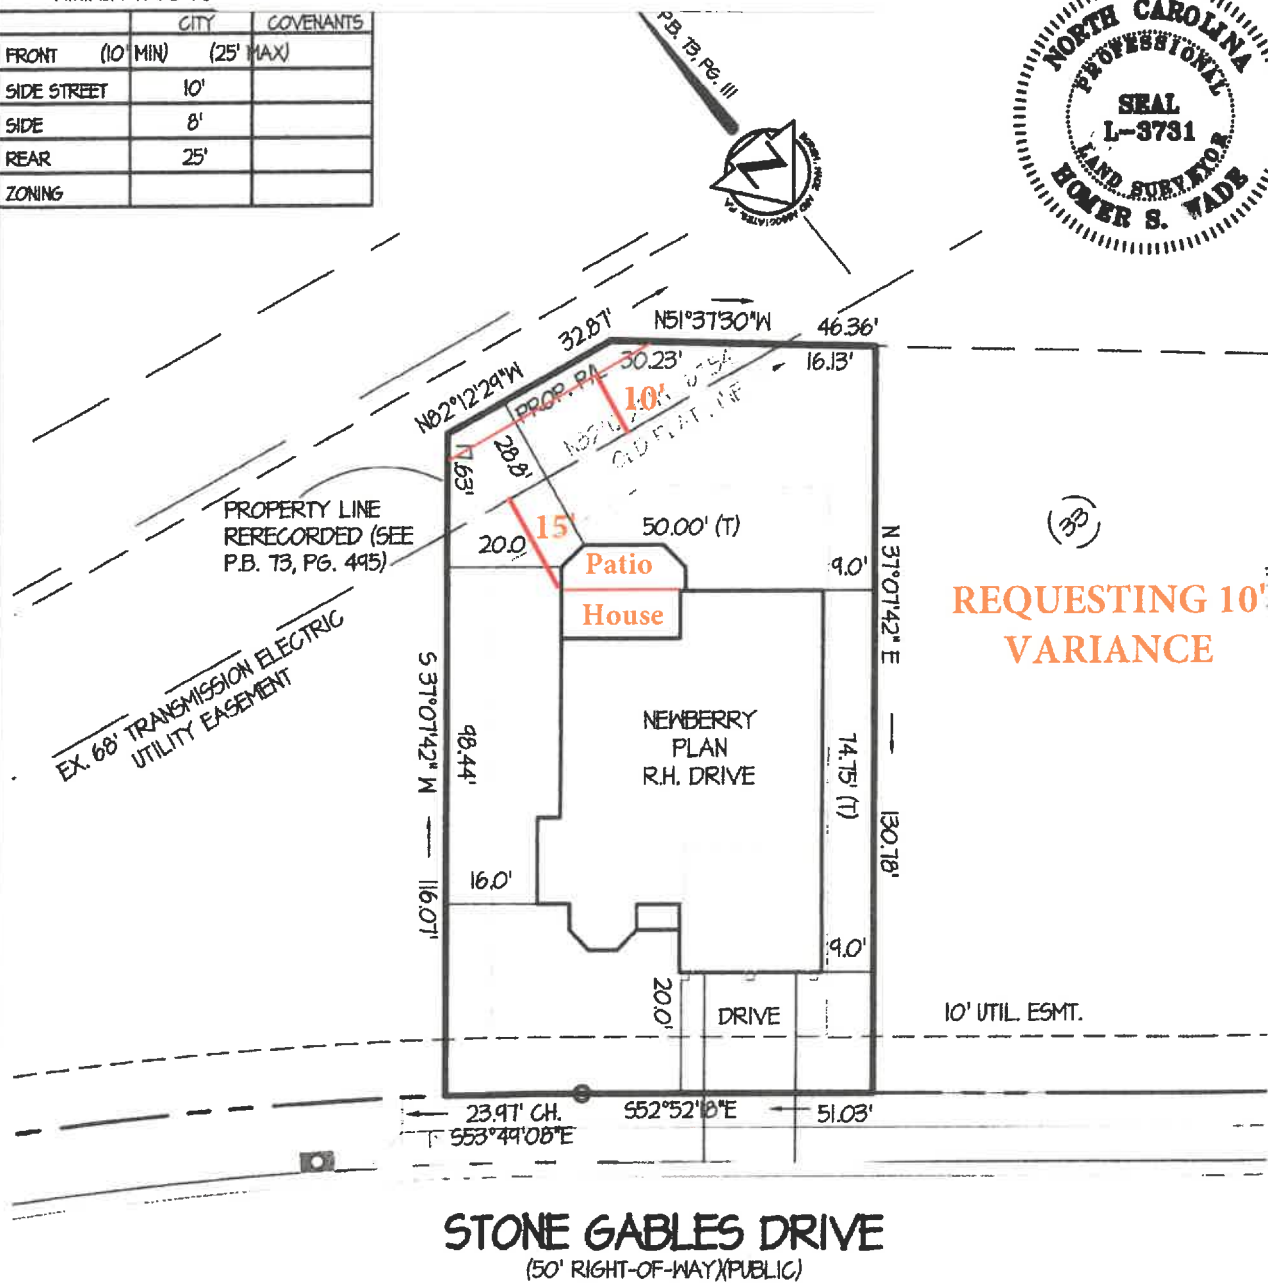 CITY COVENANTS
FRONT (10' MIN) (25' MAX)
SIDE STREET 10'
SIDE 8'
REAR 25'
ZONING
P.B. 73, PG. 111
N
NORTH CAROLINA
PROFESSIONAL
SEAL
L-3731
LAND SURVEYOR
HOMER S. WADE
N51°37'30"W 46.36'
32.87'
30.23' 16.13'
N82°12'29"W
PROP. P/L
10'
OLD PLAT
17.63'
28.8'
PROPERTY LINE
RERECORDED (SEE
P.B. 73, PG. 495)
15'
20.0
50.00' (T)
9.0'
(33)
Patio
House
REQUESTING 10'
VARIANCE
EX. 68' TRANSMISSION ELECTRIC
UTILITY EASEMENT
S 37°07'42" W 116.07'
98.44'
NEWBERRY
PLAN
R.H. DRIVE
74.75' (T)
N 37°07'42" E 130.78'
16.0'
9.0'
20.0'
DRIVE
10' UTIL. ESMT.
23.97' CH.
S53°49'08"E
S52°52'18"E 51.03'
STONE GABLES DRIVE
(50' RIGHT-OF-WAY)(PUBLIC)